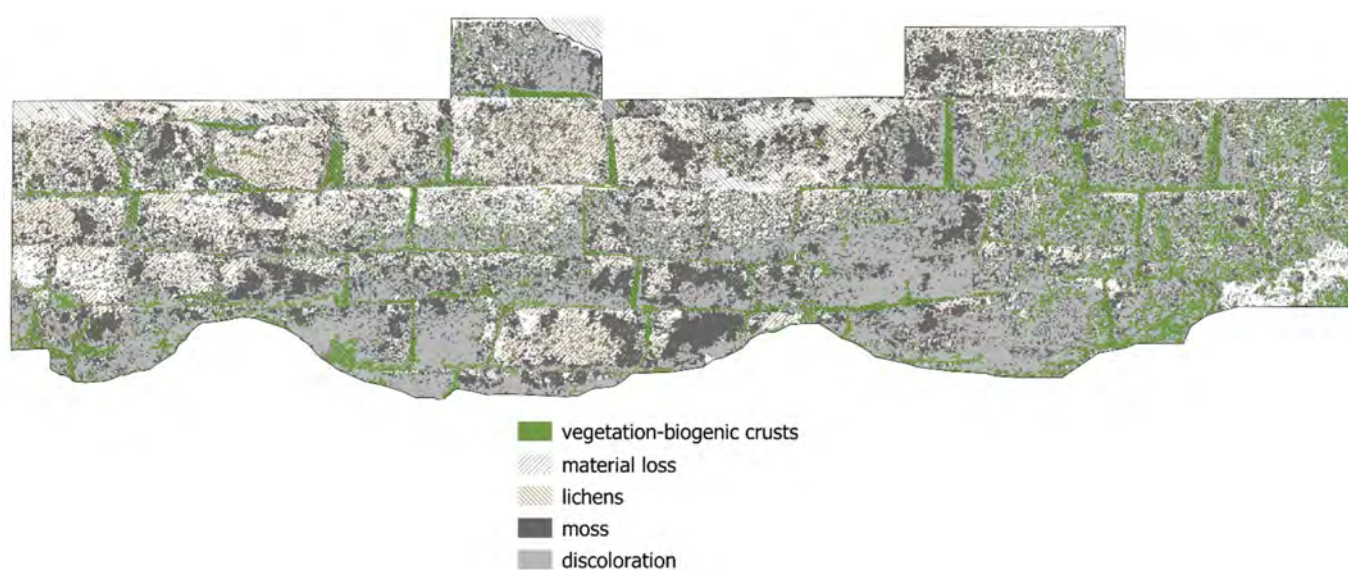 vegetation-biogenic crusts
material loss
lichens
moss
discoloration